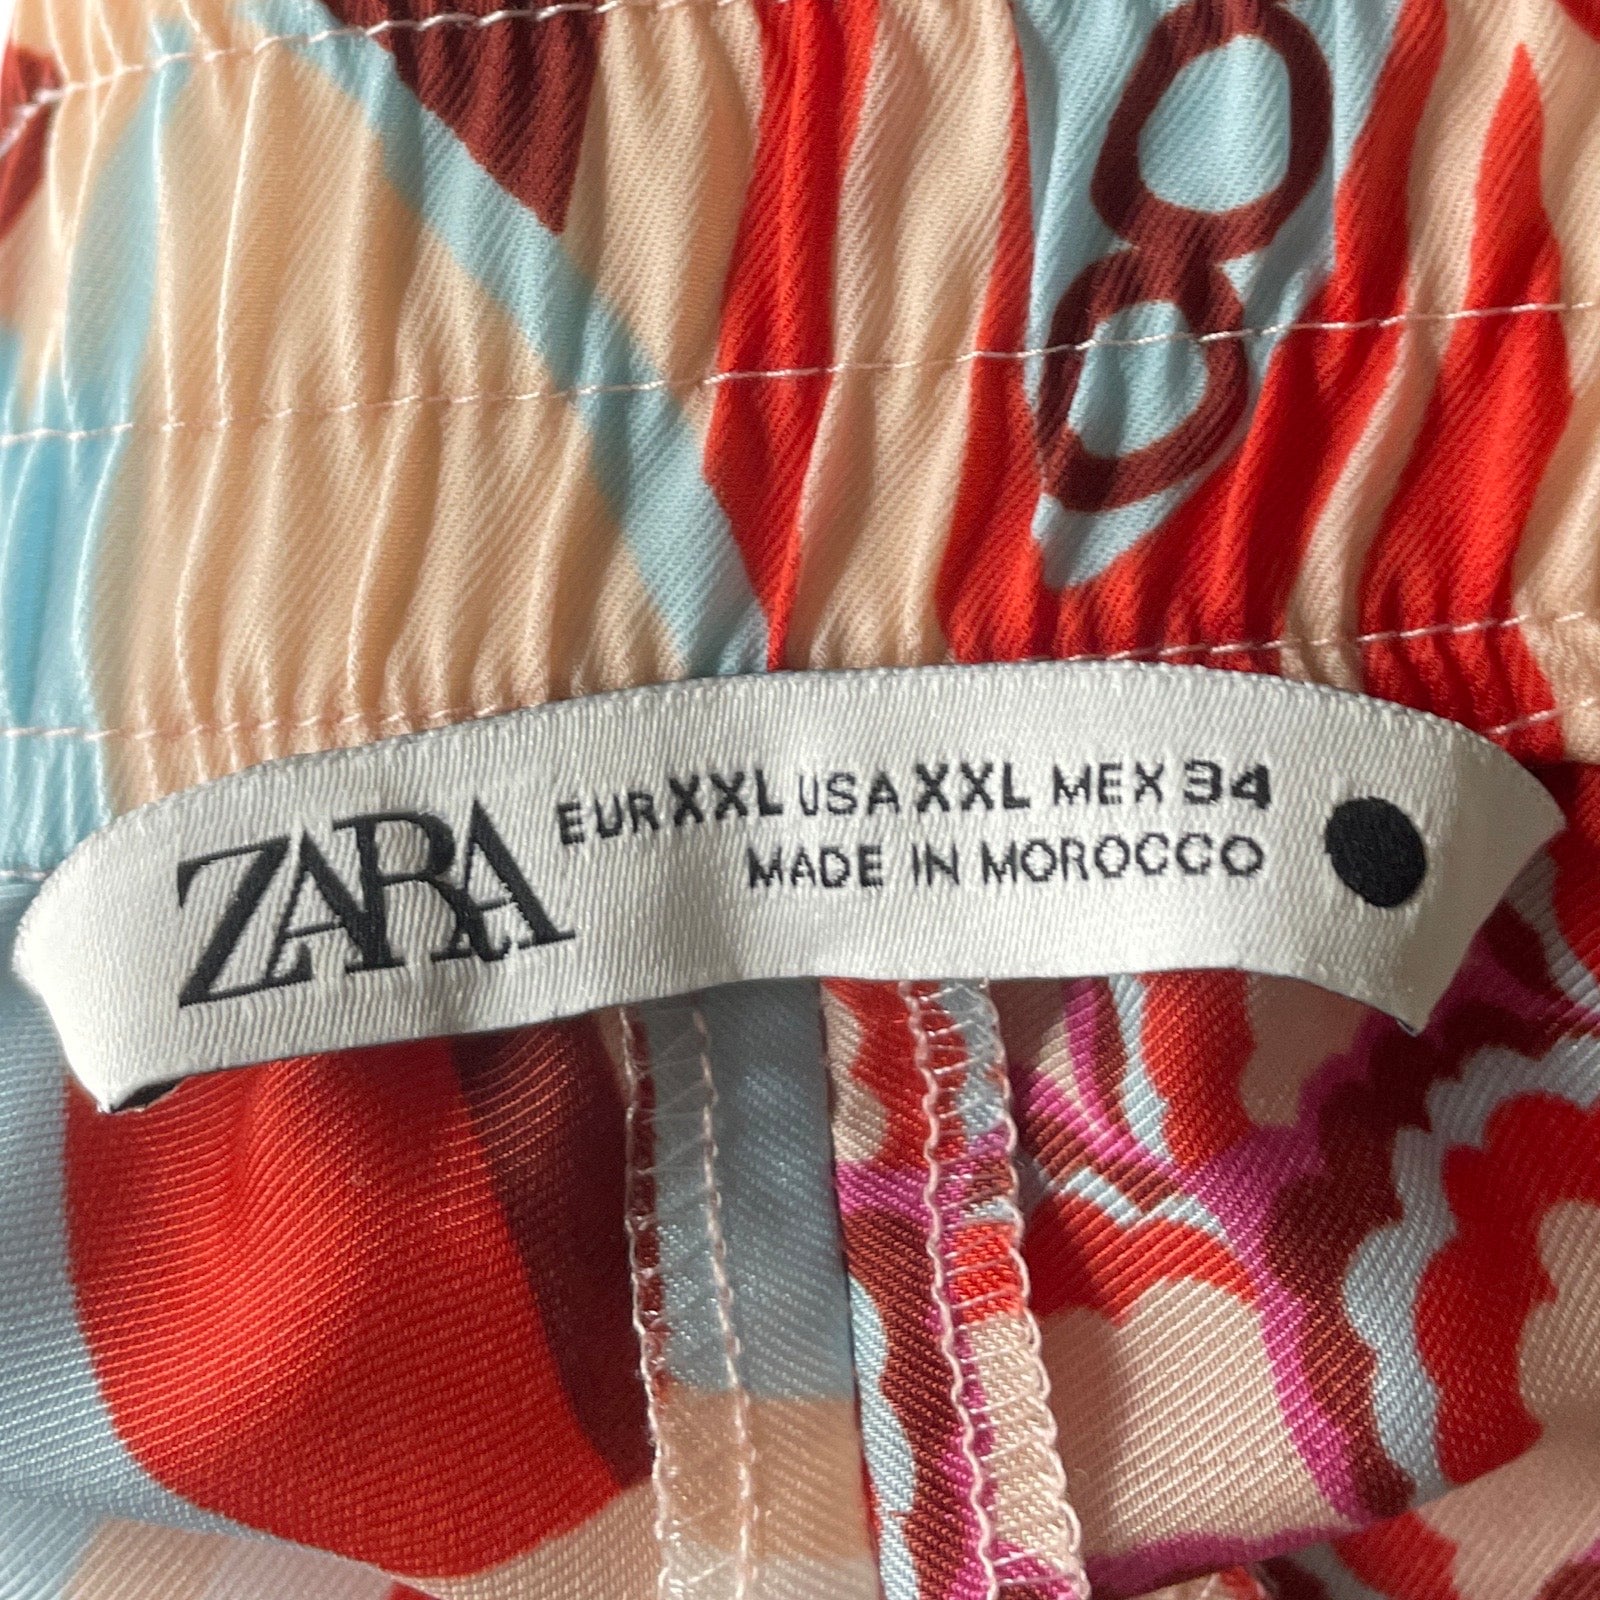 ZARA
EUR XXL USA XXL MEX 34
MADE IN MOROCCO